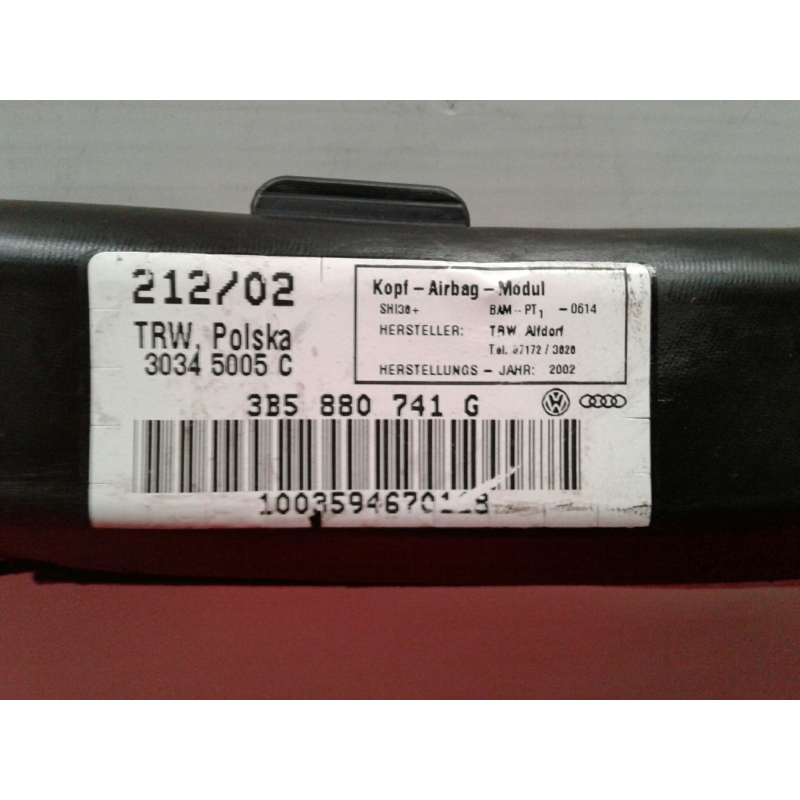 212/02
TRW, Polska
3034 5005 C
Kopf - Airbag - Modul
SHI38+ BAM-PT1 -0614
HERSTELLER: TRW Alfdorf
Tel. 07172 / 3026
HERSTELLUNGS - JAHR: 2002
3B5 880 741 G